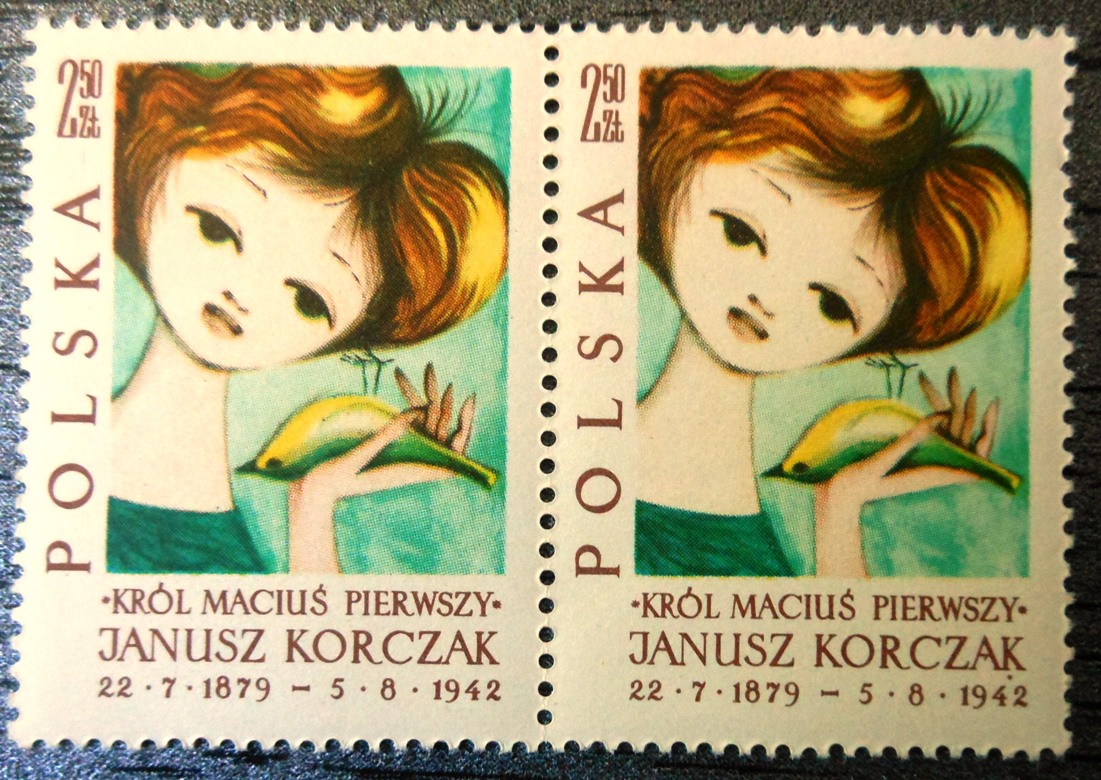 2 50 zł
POLSKA
*KRÓL MACIUŚ PIERWSZY*
JANUSZ KORCZAK
22·7·1879 – 5·8·1942
2 50 zł
POLSKA
*KRÓL MACIUŚ PIERWSZY*
JANUSZ KORCZAK
22·7·1879 – 5·8·1942